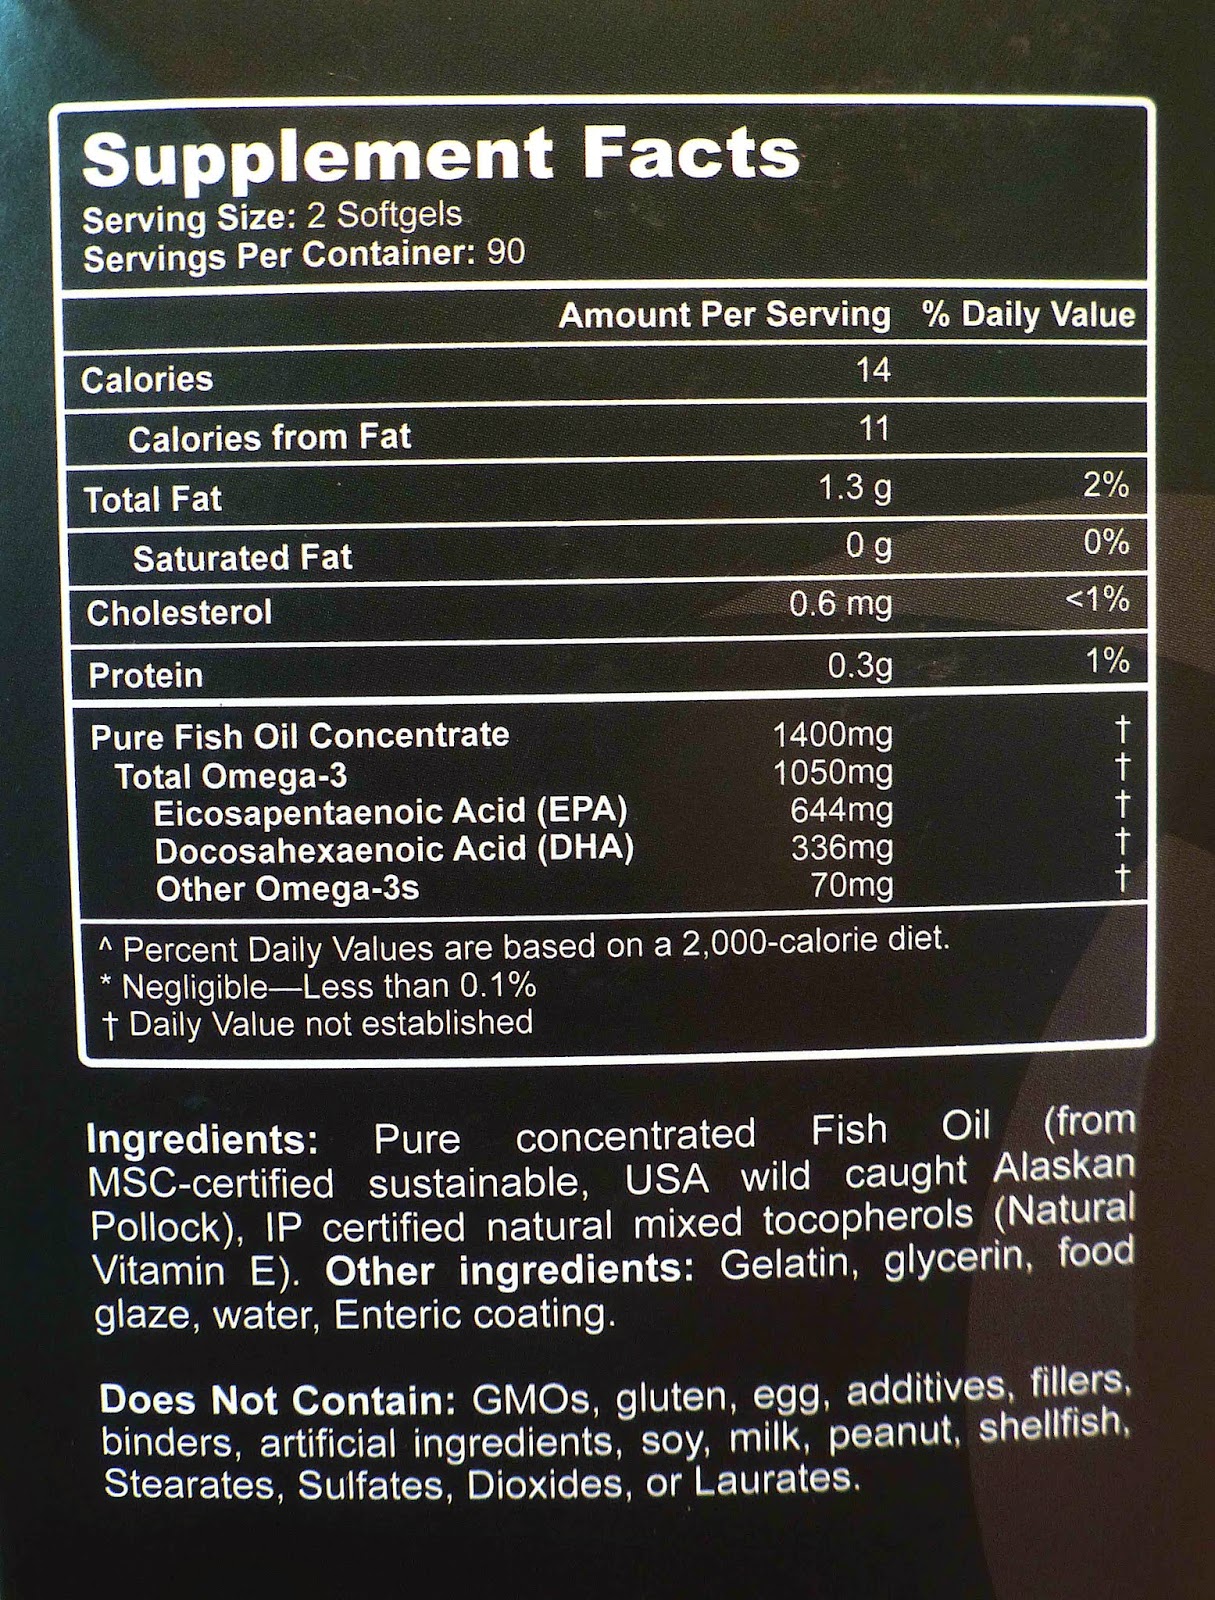 Supplement Facts
Serving Size: 2 Softgels
Servings Per Container: 90
Amount Per Serving % Daily Value
Calories 14
Calories from Fat 11
Total Fat 1.3 g 2%
Saturated Fat 0 g 0%
Cholesterol 0.6 mg <1%
Protein 0.3g 1%
Pure Fish Oil Concentrate 1400mg †
Total Omega-3 1050mg †
Eicosapentaenoic Acid (EPA) 644mg †
Docosahexaenoic Acid (DHA) 336mg †
Other Omega-3s 70mg †
^ Percent Daily Values are based on a 2,000-calorie diet.
* Negligible—Less than 0.1%
† Daily Value not established
Ingredients: Pure concentrated Fish Oil (from
MSC-certified sustainable, USA wild caught Alaskan
Pollock), IP certified natural mixed tocopherols (Natural
Vitamin E). Other ingredients: Gelatin, glycerin, food
glaze, water, Enteric coating.
Does Not Contain: GMOs, gluten, egg, additives, fillers,
binders, artificial ingredients, soy, milk, peanut, shellfish,
Stearates, Sulfates, Dioxides, or Laurates.